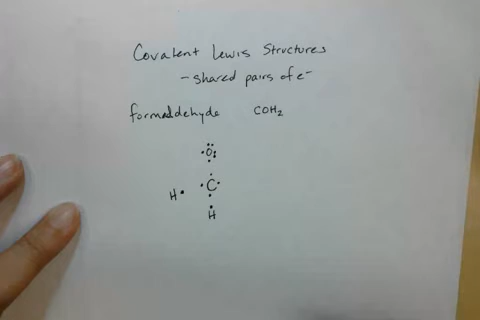 Covalent Lewis Structures
- shared pairs of e-
formaldehyde COH2
O
C
H
H